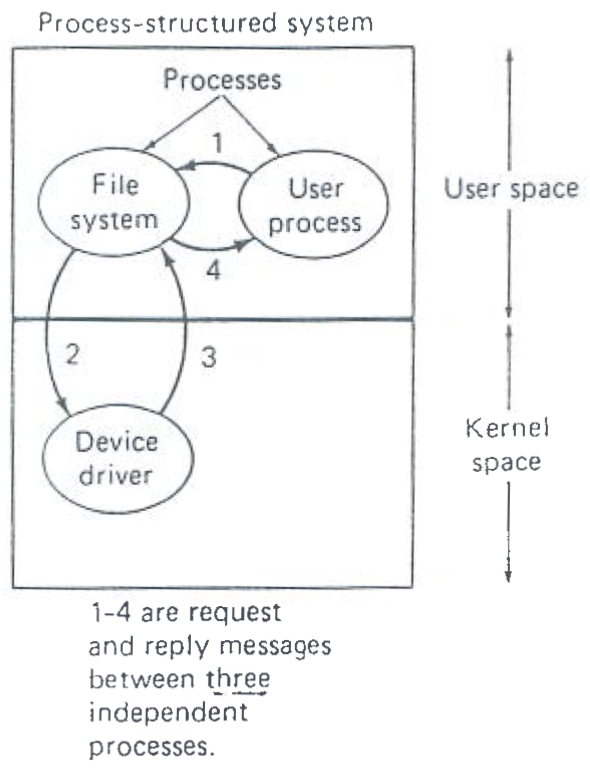 Process-structured system
Processes
1
File
system
User
process
4
User space
2
3
Device
driver
Kernel
space
1-4 are request
and reply messages
between three
independent
processes.